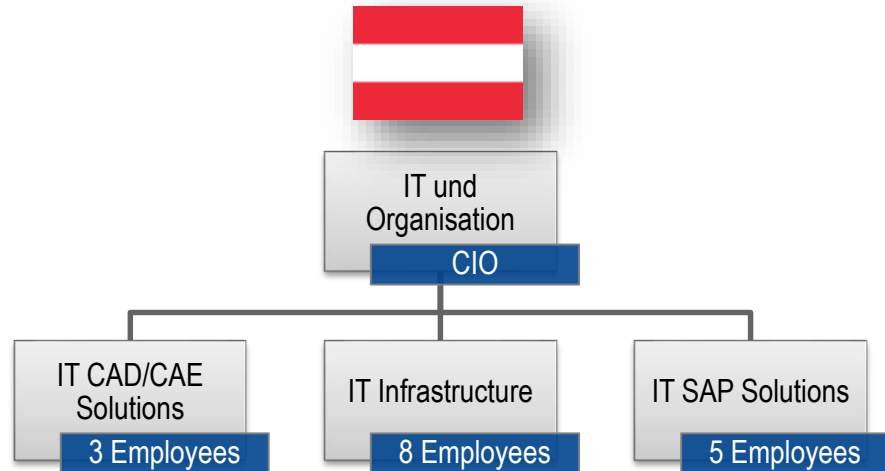 IT und
Organisation
CIO
IT CAD/CAE
Solutions
3 Employees
IT Infrastructure
8 Employees
IT SAP Solutions
5 Employees